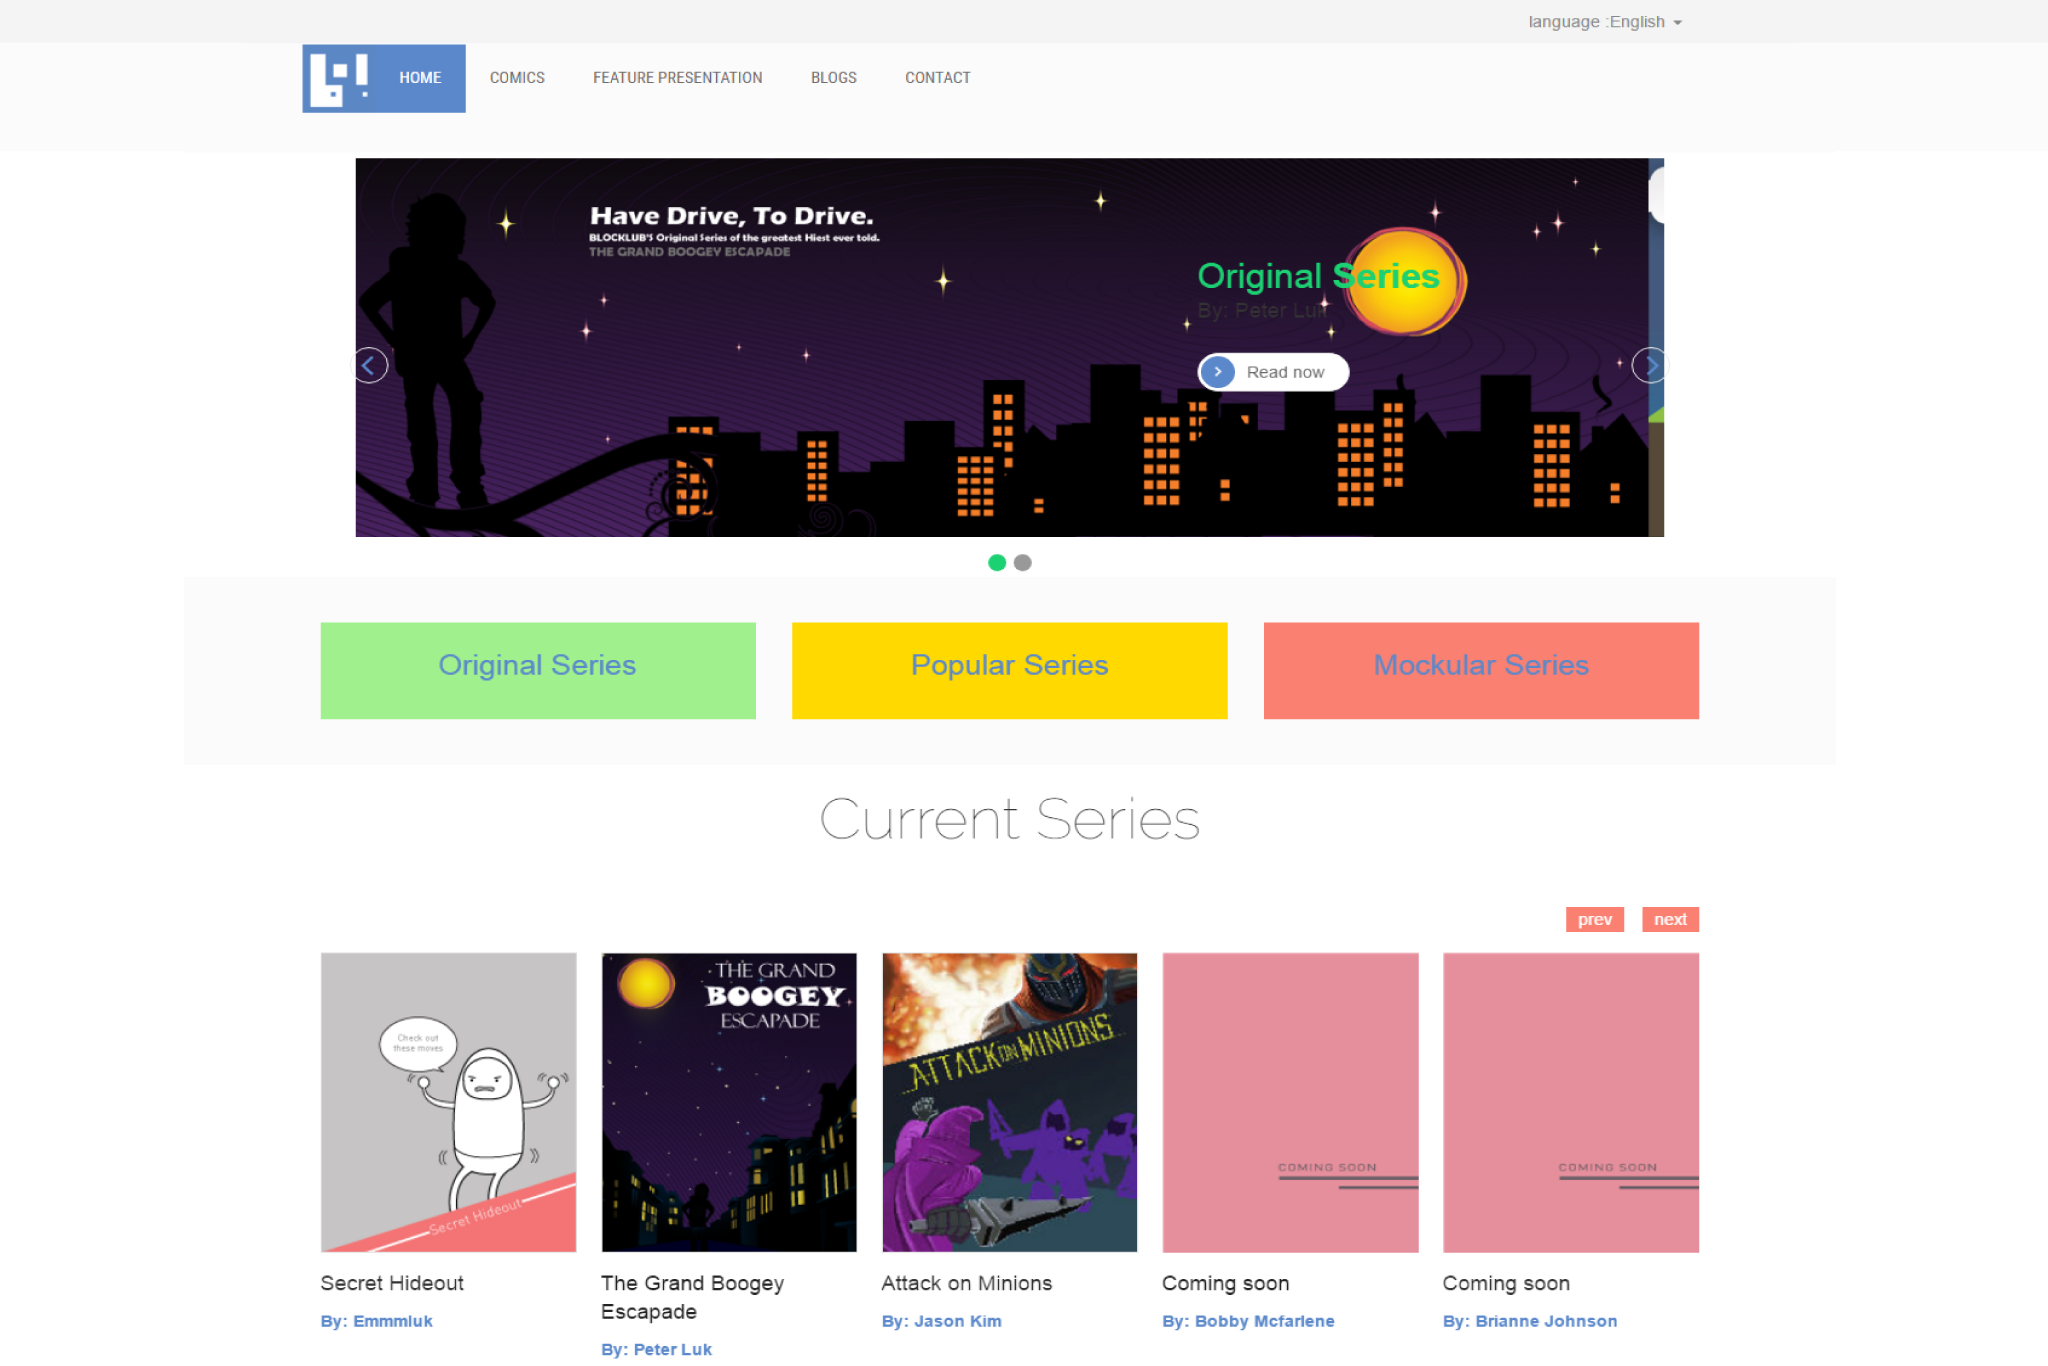 language :English
b!
HOME
COMICS
FEATURE PRESENTATION
BLOGS
CONTACT
Have Drive, To Drive.
BLOCKLUB'S Original Series of the greatest Hiest ever told.
THE GRAND BOOGEY ESCAPADE
Original Series
By: Peter Luk
Read now
Original Series
Popular Series
Mockular Series
Current Series
prev
next
Check out
these moves
Secret Hideout
THE GRAND
BOOGEY
ESCAPADE
ATTACK ON MINIONS
COMING SOON
COMING SOON
Secret Hideout
By: Emmmluk
The Grand Boogey
Escapade
By: Peter Luk
Attack on Minions
By: Jason Kim
Coming soon
By: Bobby Mcfarlene
Coming soon
By: Brianne Johnson